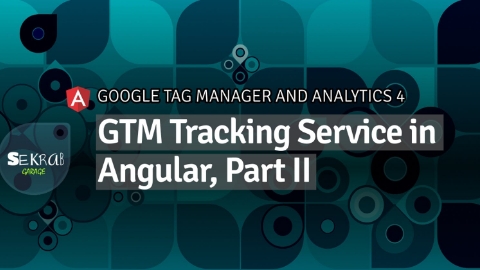 GOOGLE TAG MANAGER AND ANALYTICS 4
GTM Tracking Service in
Angular, Part II
SEKRAB
GARAGE